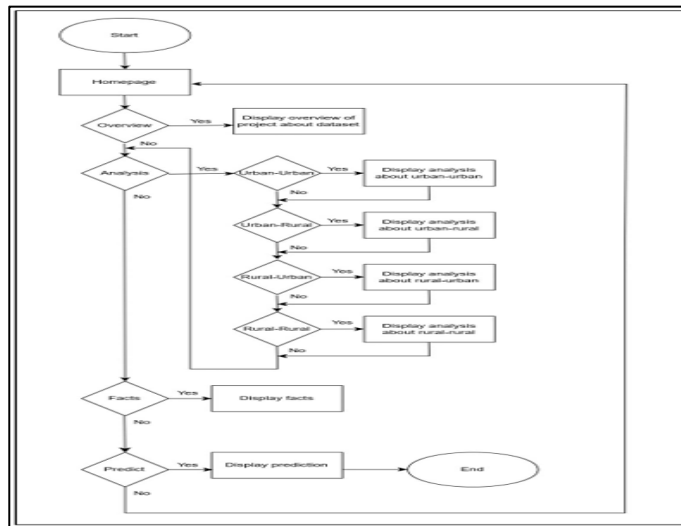 Start
Homepage
Overview
Yes
Display overview of
project about dataset
No
Analysis
Yes
Urban-Urban
Yes
Display analysis
about urban-urban
No
No
Urban-Rural
Yes
Display analysis
about urban-rural
No
Rural-Urban
Yes
Display analysis
about rural-urban
No
Rural-Rural
Yes
Display analysis
about rural-rural
No
Facts
Yes
Display facts
No
Predict
Yes
Display prediction
End
No